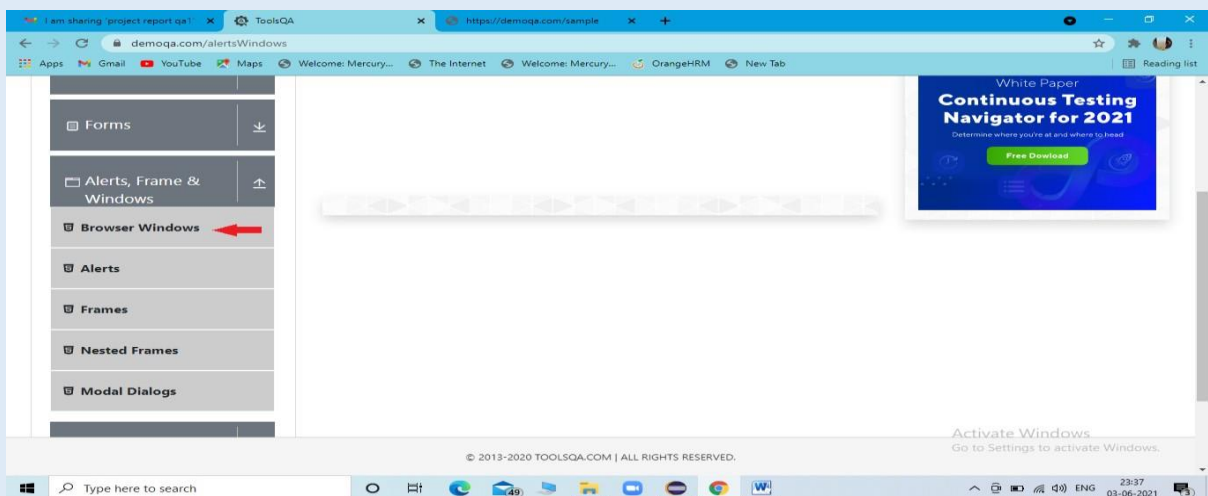 I am sharing 'project report qa1'
ToolsQA
https://demoqa.com/sample
demoqa.com/alertsWindows
Apps
Gmail
YouTube
Maps
Welcome: Mercury...
The Internet
Welcome: Mercury...
OrangeHRM
New Tab
Reading list
White Paper
Continuous Testing
Navigator for 2021
Determine where you're at and where to head
Free Dowload
Forms
Alerts, Frame &
Windows
Browser Windows
Alerts
Frames
Nested Frames
Modal Dialogs
Activate Windows
Go to Settings to activate Windows.
© 2013-2020 TOOLSQA.COM | ALL RIGHTS RESERVED.
Type here to search
49
W
ENG
23:37
03-06-2021